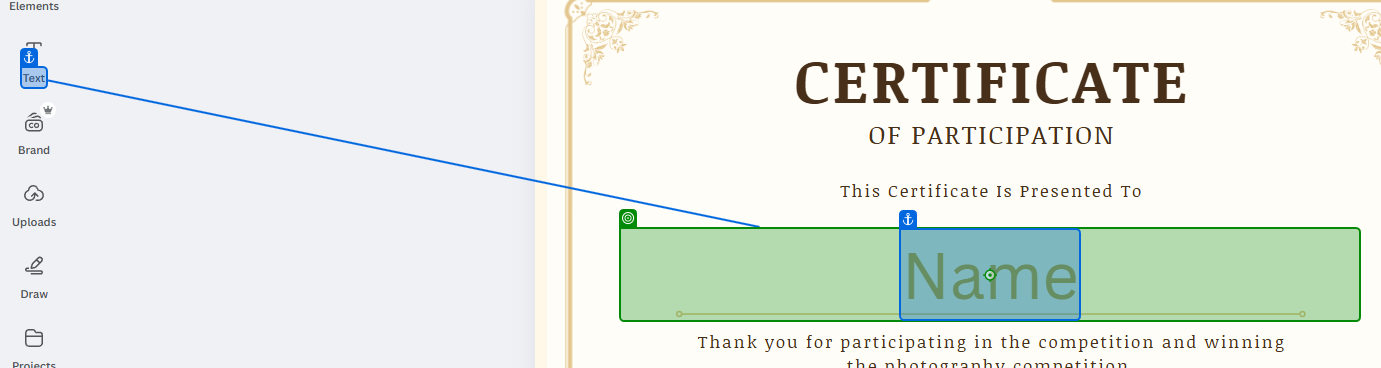 Elements
Text
Brand
Uploads
Draw
Projects
CERTIFICATE
OF PARTICIPATION
This Certificate Is Presented To
Name
Thank you for participating in the competition and winning
the photography competition